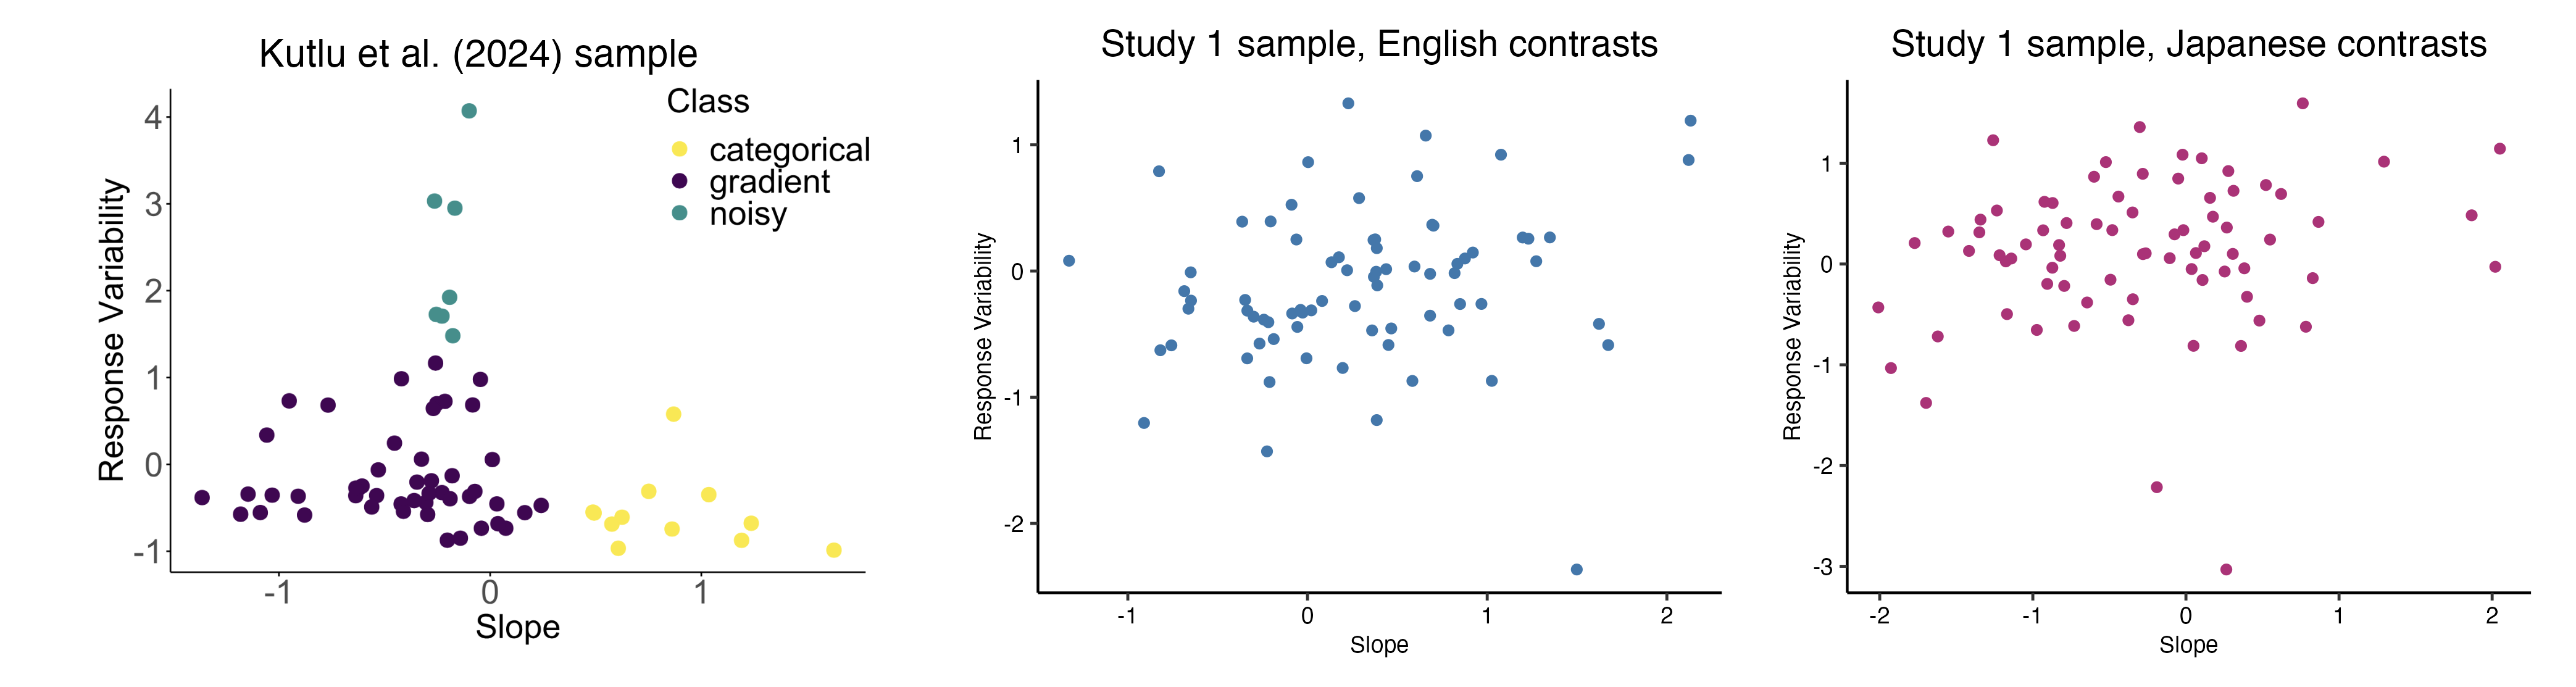 Kutlu et al. (2024) sample
Class
categorical
gradient
noisy
4
3
2
1
0
-1
Response Variability
-1 0 1
Slope
Study 1 sample, English contrasts
1
0
-1
-2
Response Variability
-1 0 1 2
Slope
Study 1 sample, Japanese contrasts
1
0
-1
-2
-3
Response Variability
-2 -1 0 1 2
Slope